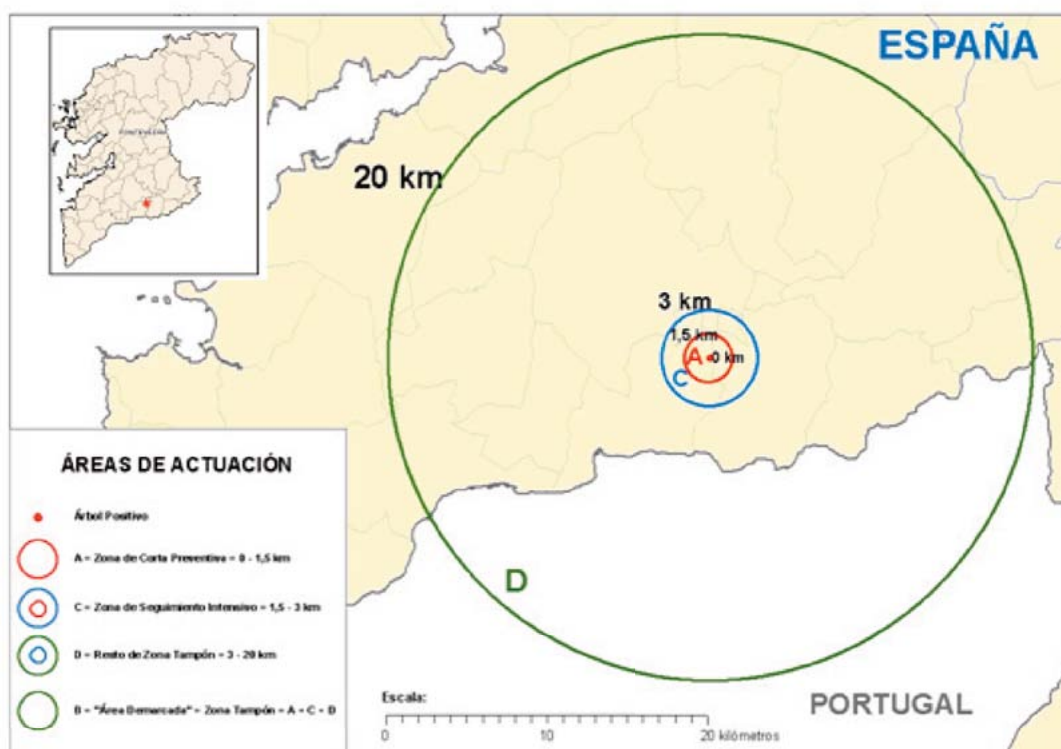 ESPAÑA
PONTEVEDRA
20 km
3 km
1,5 km
A
0 km
C
D
ÁREAS DE ACTUACIÓN
Árbol Positivo
A = Zona de Corta Preventiva = 0 - 1,5 km
C = Zona de Seguimiento Intensivo = 1,5 - 3 km
D = Resto de Zona Tampón = 3 - 20 km
B = "Área Demarcada" = Zona Tampón = A + C + D
Escala:
0 10 20 kilómetros
PORTUGAL